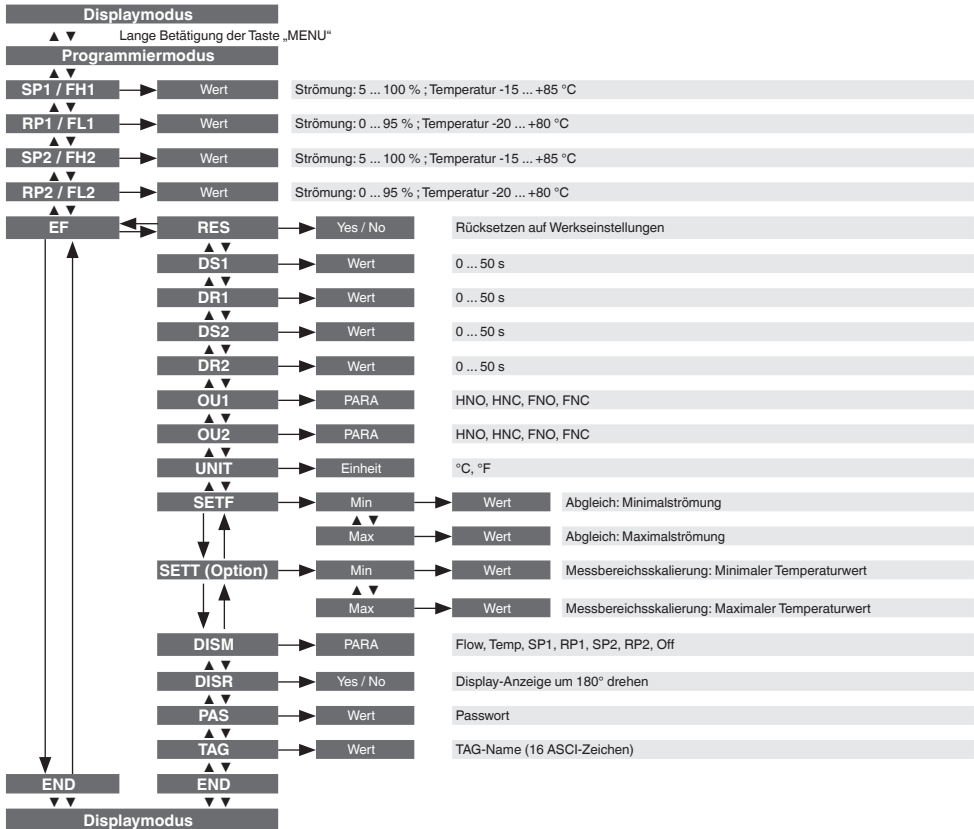 Displaymodus
▲ ▼ Lange Betätigung der Taste „MENU“
Programmiermodus
▲ ▼
SP1 / FH1 Wert Strömung: 5 ... 100 % ; Temperatur -15 ... +85 °C
▲ ▼
RP1 / FL1 Wert Strömung: 0 ... 95 % ; Temperatur -20 ... +80 °C
▲ ▼
SP2 / FH2 Wert Strömung: 5 ... 100 % ; Temperatur -15 ... +85 °C
▲ ▼
RP2 / FL2 Wert Strömung: 0 ... 95 % ; Temperatur -20 ... +80 °C
▲ ▼
EF RES Yes / No Rücksetzen auf Werkseinstellungen
▲ ▼
DS1 Wert 0 ... 50 s
▲ ▼
DR1 Wert 0 ... 50 s
▲ ▼
DS2 Wert 0 ... 50 s
▲ ▼
DR2 Wert 0 ... 50 s
▲ ▼
OU1 PARA HNO, HNC, FNO, FNC
▲ ▼
OU2 PARA HNO, HNC, FNO, FNC
▲ ▼
UNIT Einheit °C, °F
▲ ▼
SETF Min Wert Abgleich: Minimalströmung
▲ ▼
Max Wert Abgleich: Maximalströmung
SETT (Option) Min Wert Messbereichsskalierung: Minimaler Temperaturwert
▲ ▼
Max Wert Messbereichsskalierung: Maximaler Temperaturwert
DISM PARA Flow, Temp, SP1, RP1, SP2, RP2, Off
▲ ▼
DISR Yes / No Display-Anzeige um 180° drehen
▲ ▼
PAS Wert Passwort
▲ ▼
TAG Wert TAG-Name (16 ASCI-Zeichen)
▲ ▼
END END
▼ ▼ ▼ ▼
Displaymodus